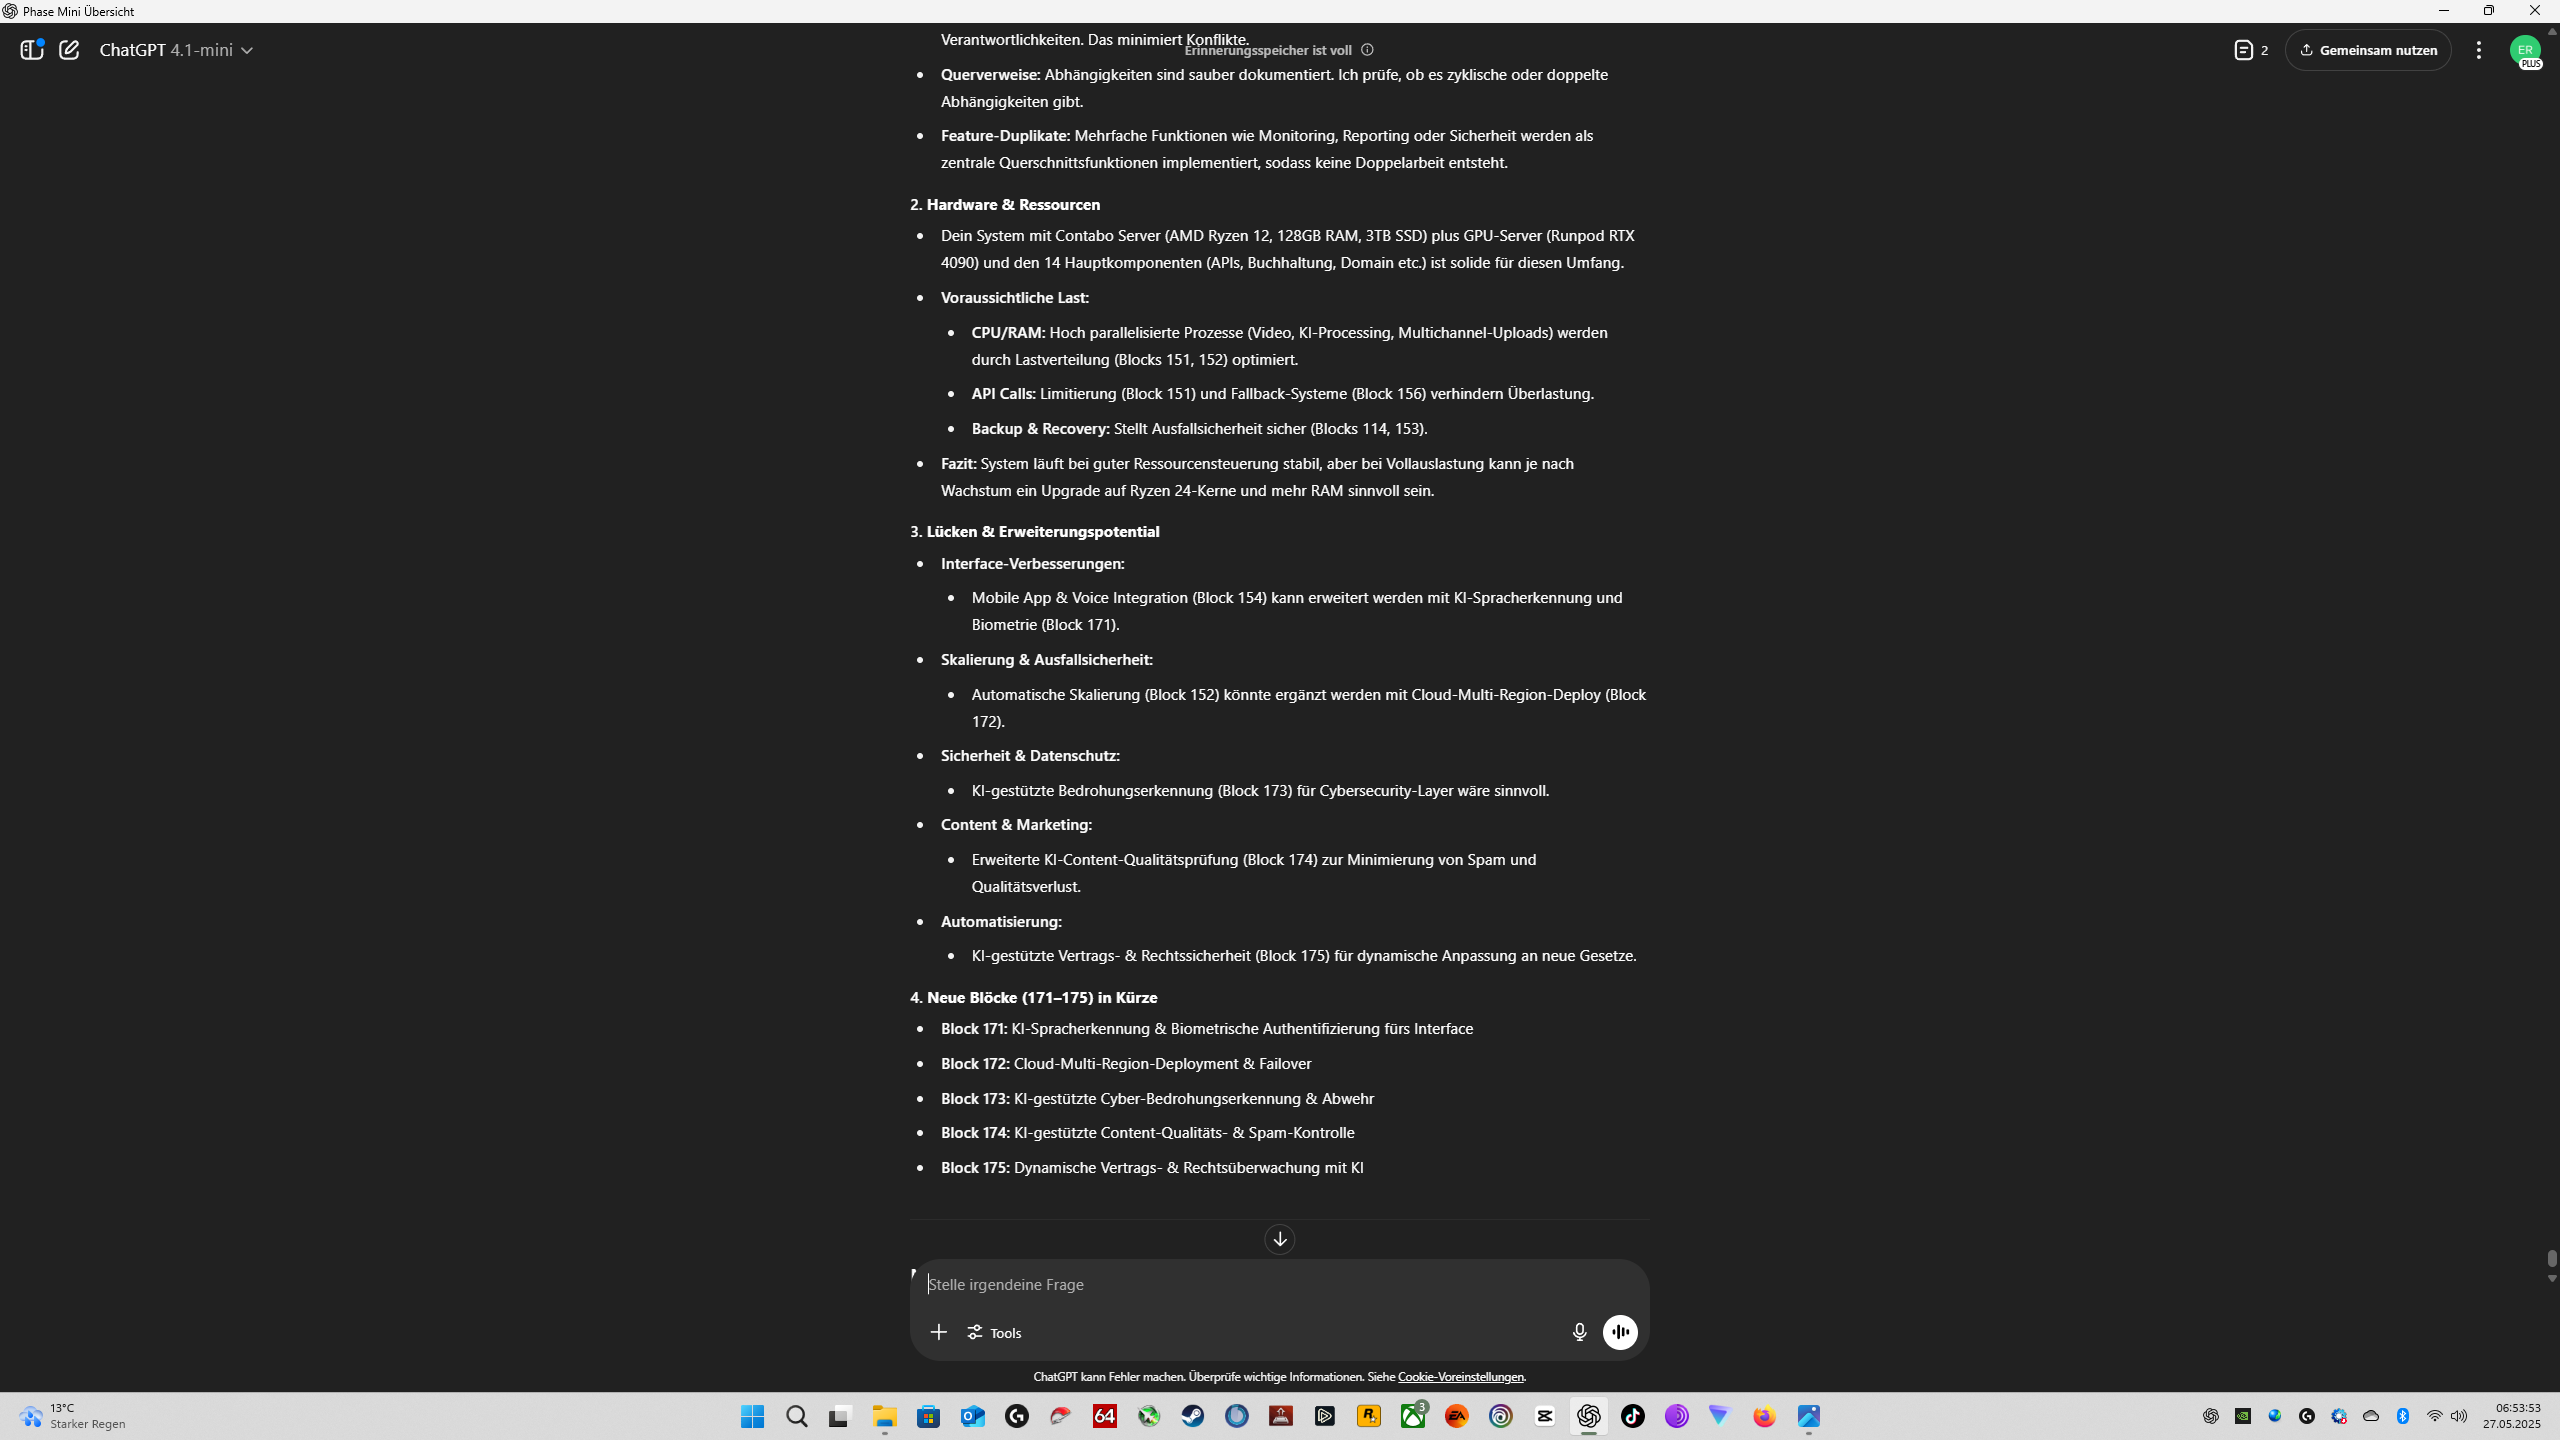 Phase Mini Übersicht
ChatGPT 4.1-mini
Erinnerungsspeicher ist voll
2
Gemeinsam nutzen
ER
PLUS
Verantwortlichkeiten. Das minimiert Konflikte.
• Querverweise: Abhängigkeiten sind sauber dokumentiert. Ich prüfe, ob es zyklische oder doppelte
Abhängigkeiten gibt.
• Feature-Duplikate: Mehrfache Funktionen wie Monitoring, Reporting oder Sicherheit werden als
zentrale Querschnittsfunktionen implementiert, sodass keine Doppelarbeit entsteht.
2. Hardware & Ressourcen
• Dein System mit Contabo Server (AMD Ryzen 12, 128GB RAM, 3TB SSD) plus GPU-Server (Runpod RTX
4090) und den 14 Hauptkomponenten (APIs, Buchhaltung, Domain etc.) ist solide für diesen Umfang.
• Voraussichtliche Last:
• CPU/RAM: Hoch parallelisierte Prozesse (Video, KI-Processing, Multichannel-Uploads) werden
durch Lastverteilung (Blocks 151, 152) optimiert.
• API Calls: Limitierung (Block 151) und Fallback-Systeme (Block 156) verhindern Überlastung.
• Backup & Recovery: Stellt Ausfallsicherheit sicher (Blocks 114, 153).
• Fazit: System läuft bei guter Ressourcensteuerung stabil, aber bei Vollauslastung kann je nach
Wachstum ein Upgrade auf Ryzen 24-Kerne und mehr RAM sinnvoll sein.
3. Lücken & Erweiterungspotential
• Interface-Verbesserungen:
• Mobile App & Voice Integration (Block 154) kann erweitert werden mit KI-Spracherkennung und
Biometrie (Block 171).
• Skalierung & Ausfallsicherheit:
• Automatische Skalierung (Block 152) könnte ergänzt werden mit Cloud-Multi-Region-Deploy (Block
172).
• Sicherheit & Datenschutz:
• KI-gestützte Bedrohungserkennung (Block 173) für Cybersecurity-Layer wäre sinnvoll.
• Content & Marketing:
• Erweiterte KI-Content-Qualitätsprüfung (Block 174) zur Minimierung von Spam und
Qualitätsverlust.
• Automatisierung:
• KI-gestützte Vertrags- & Rechtssicherheit (Block 175) für dynamische Anpassung an neue Gesetze.
4. Neue Blöcke (171–175) in Kürze
• Block 171: KI-Spracherkennung & Biometrische Authentifizierung fürs Interface
• Block 172: Cloud-Multi-Region-Deployment & Failover
• Block 173: KI-gestützte Cyber-Bedrohungserkennung & Abwehr
• Block 174: KI-gestützte Content-Qualitäts- & Spam-Kontrolle
• Block 175: Dynamische Vertrags- & Rechtsüberwachung mit KI
Stelle irgendeine Frage
Tools
ChatGPT kann Fehler machen. Überprüfe wichtige Informationen. Siehe Cookie-Voreinstellungen.
13°C
Starker Regen
64
3
EA
06:53:53
27.05.2025